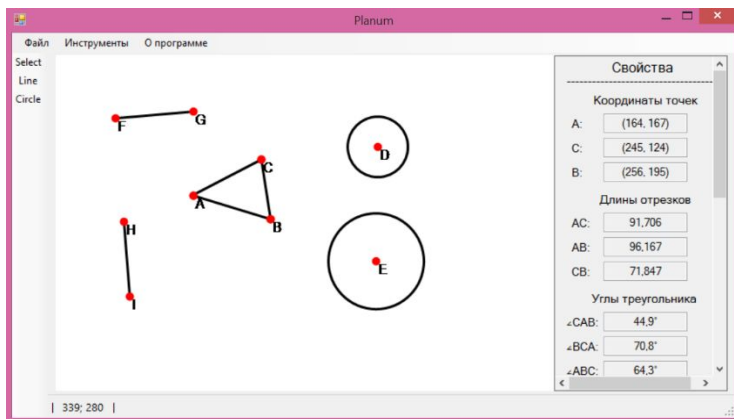 Planum
Файл Инструменты О программе
Select
Line
Circle
F
G
C
A
B
H
I
D
E
Свойства
Координаты точек
A: (164, 167)
C: (245, 124)
B: (256, 195)
Длины отрезков
AC: 91,706
AB: 96,167
CB: 71,847
Углы треугольника
∠CAB: 44,9°
∠BCA: 70,8°
∠ABC: 64,3°
| 339; 280 |